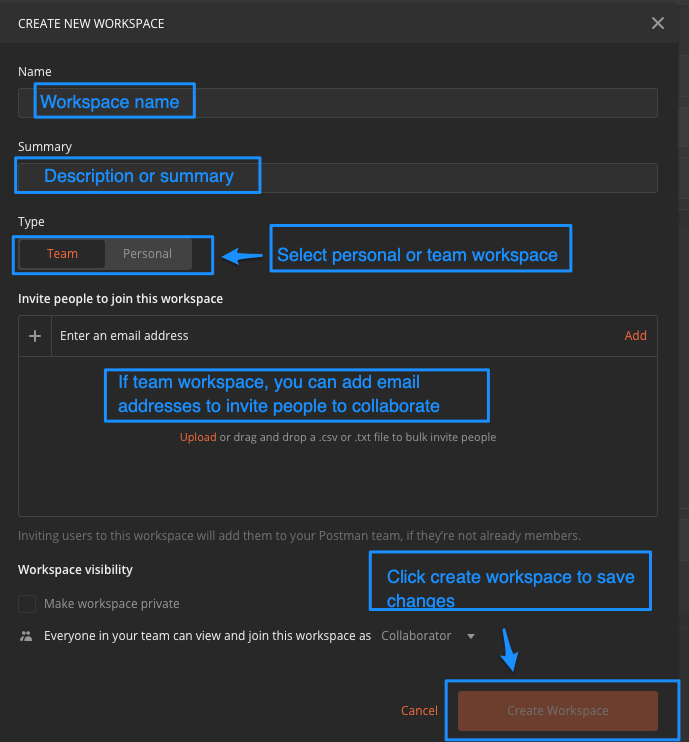 CREATE NEW WORKSPACE
Name
Workspace name
Summary
Description or summary
Type
Team Personal
Select personal or team workspace
Invite people to join this workspace
Enter an email address Add
If team workspace, you can add email
addresses to invite people to collaborate
Upload or drag and drop a .csv or .txt file to bulk invite people
Inviting users to this workspace will add them to your Postman team, if they're not already members.
Workspace visibility
Click create workspace to save
changes
Make workspace private
Everyone in your team can view and join this workspace as Collaborator
Cancel Create Workspace